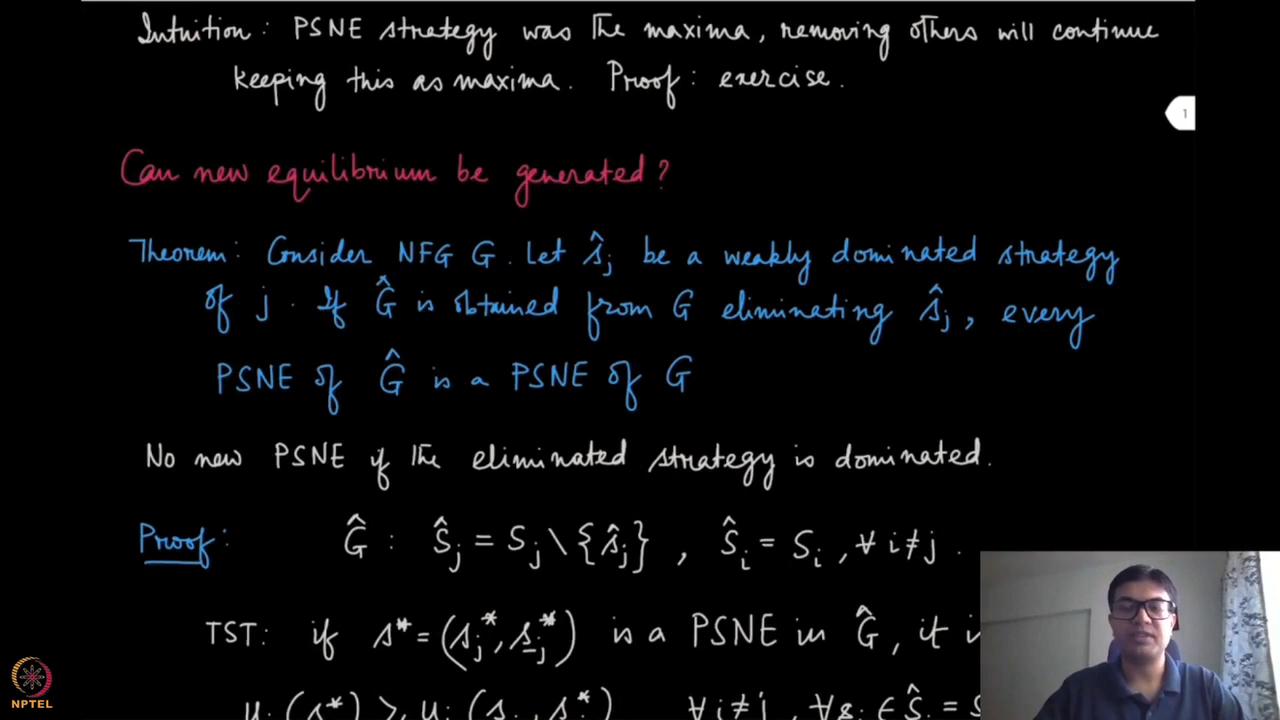 Intuition: PSNE strategy was the maxima, removing others will continue
keeping this as maxima. Proof: exercise.
1
Can new equilibrium be generated?
Theorem: Consider NFG G. Let ŝⱼ be a weakly dominated strategy
of j. If Ĝ is obtained from G eliminating ŝⱼ, every
PSNE of Ĝ is a PSNE of G
No new PSNE if the eliminated strategy is dominated.
Proof: Ĝ: Ŝⱼ = Sⱼ \ {ŝⱼ}, Ŝᵢ = Sᵢ, ∀ i ≠ j.
TST: if s* = (sⱼ*, s₋ⱼ*) is a PSNE in Ĝ, it i
∀ i ≠ j,
NPTEL